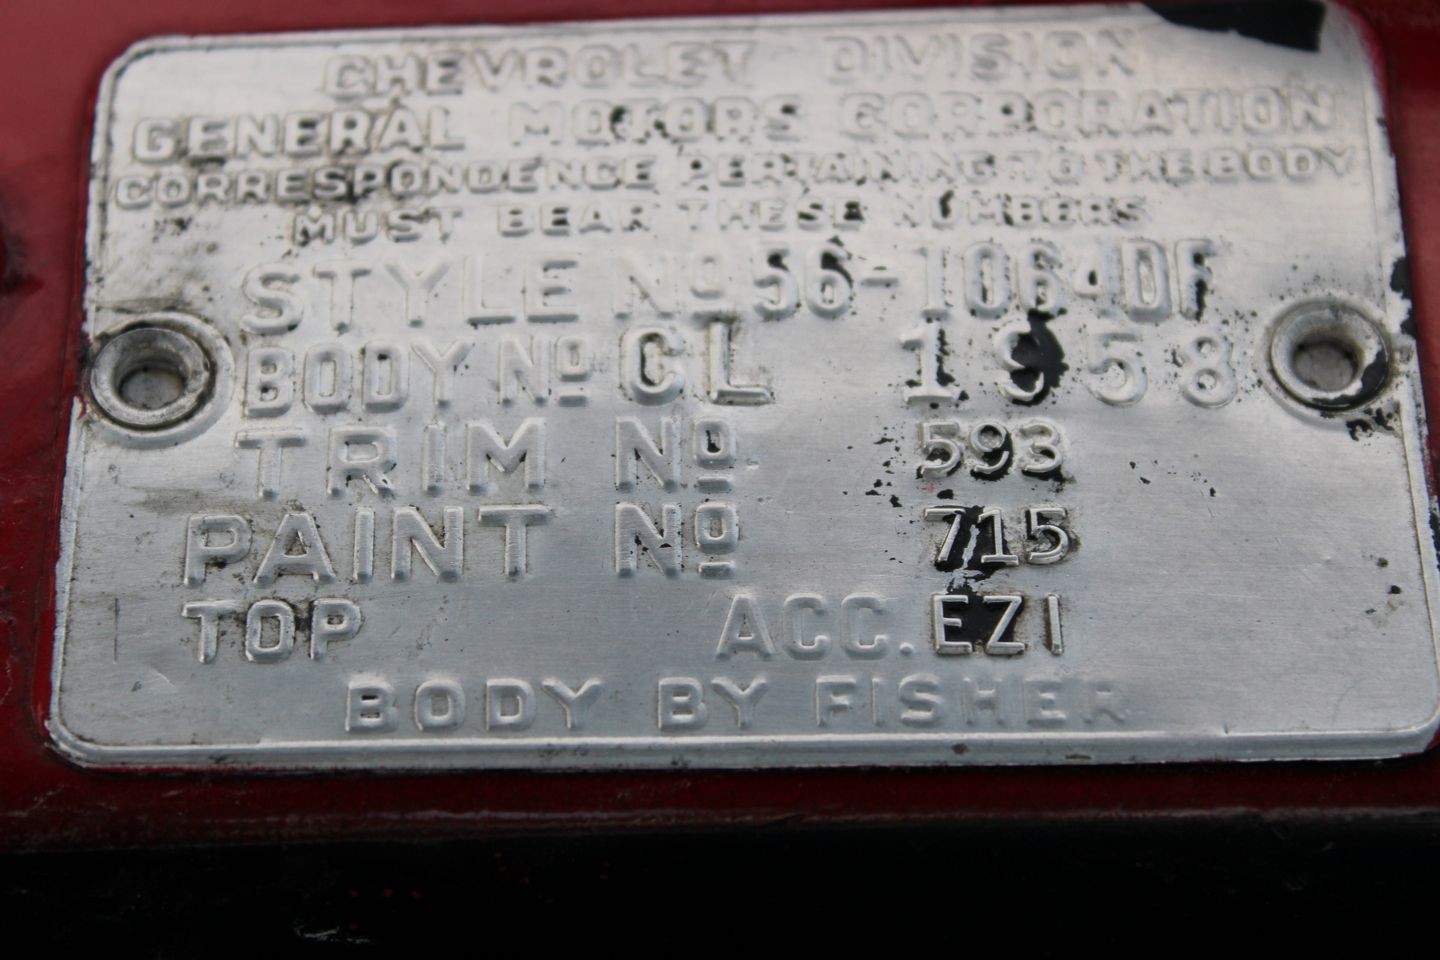 CHEVROLET DIVISION
GENERAL MOTORS CORPORATION
CORRESPONDENCE PERTAINING TO THE BODY
MUST BEAR THESE NUMBERS
STYLE Nº 56-1064DF
BODY Nº CL 1958
TRIM Nº 593
PAINT Nº 715
TOP ACC. EZI
BODY BY FISHER